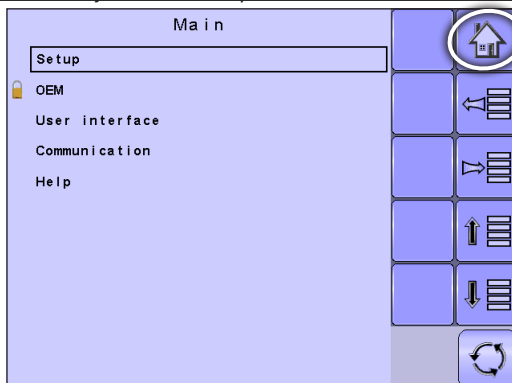 Main
Setup
OEM
User interface
Communication
Help